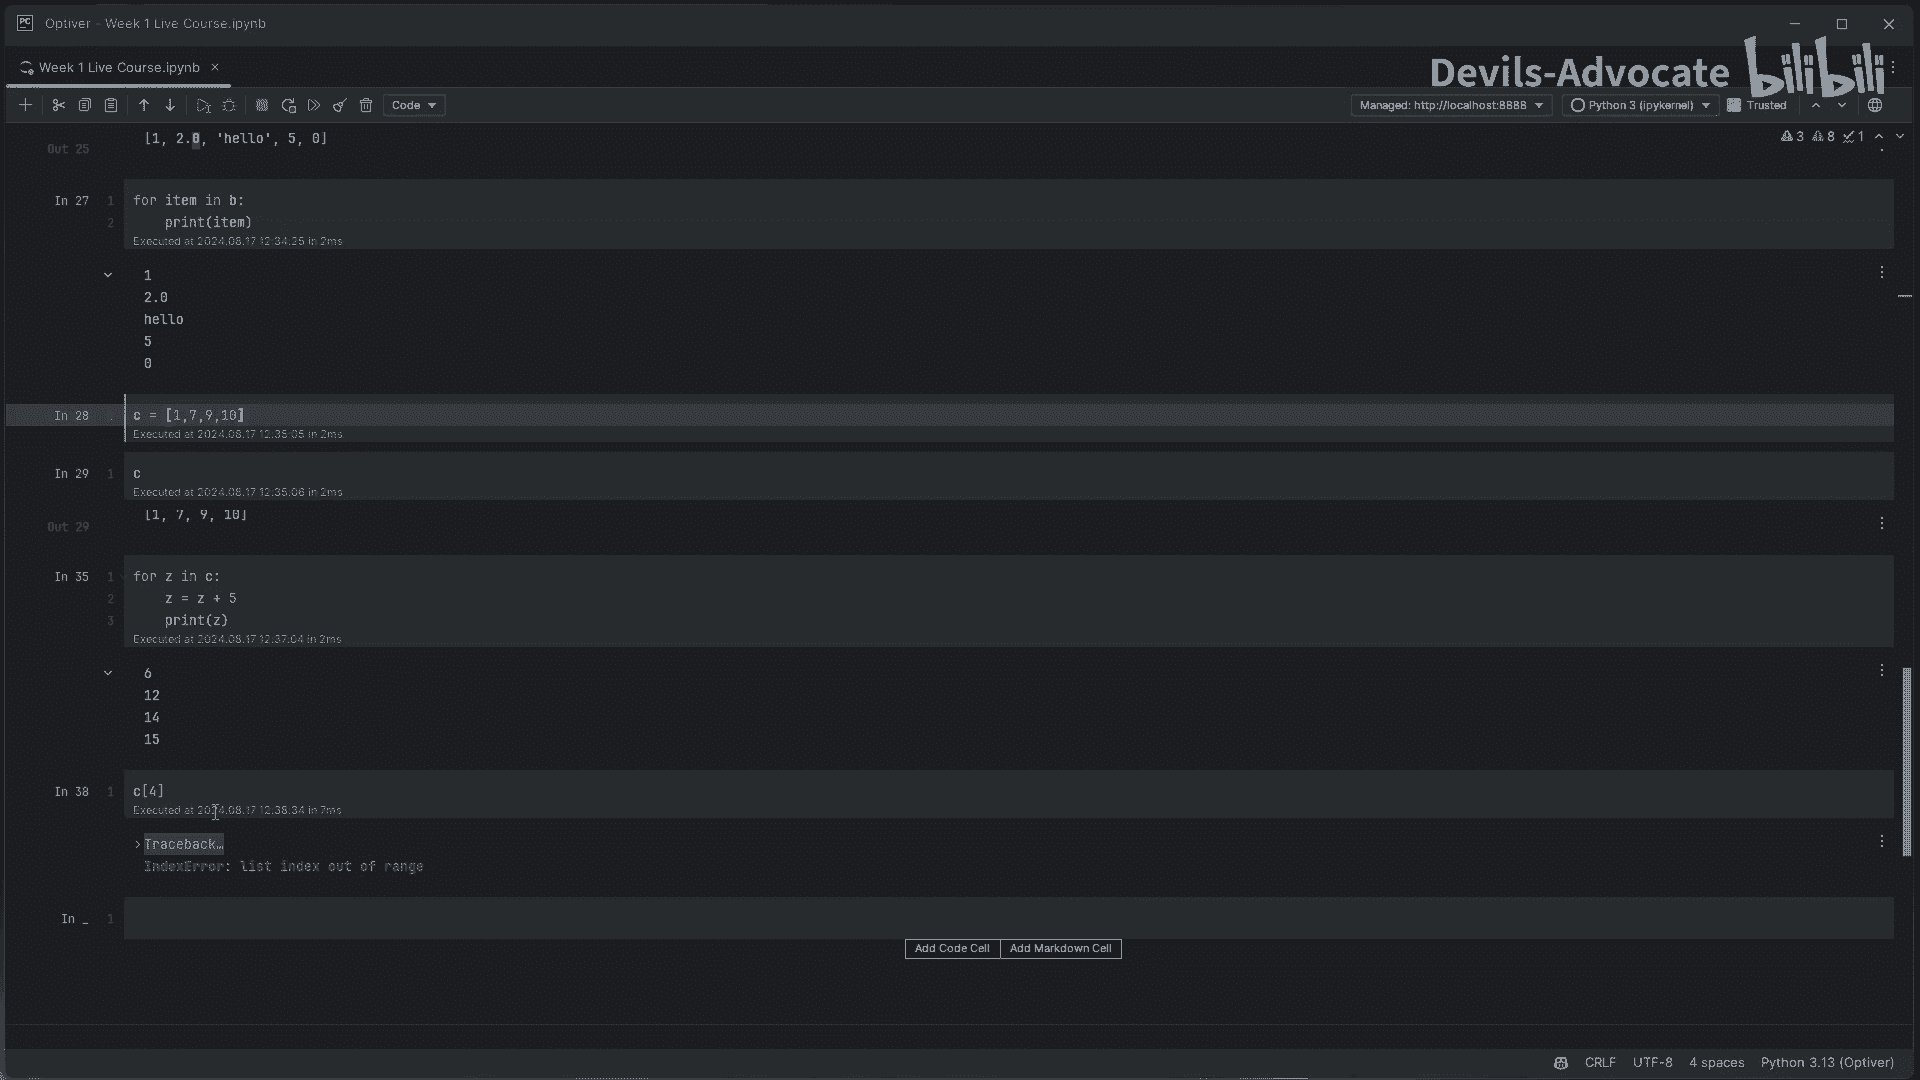 PC Optiver – Week 1 Live Course.ipynb
Week 1 Live Course.ipynb
Devils-Advocate bilibili
Code
Managed: http://localhost:8888
Python 3 (ipykernel)
Trusted
[1, 2.0, 'hello', 5, 0]
3 8 1
Out 25
In 27 1 for item in b:
2 print(item)
Executed at 2024.08.17 12:34:25 in 2ms
1
2.0
hello
5
0
In 28 c = [1,7,9,10]
Executed at 2024.08.17 12:35:05 in 2ms
In 29 1 c
Executed at 2024.08.17 12:35:06 in 2ms
[1, 7, 9, 10]
Out 29
In 35 1 for z in c:
2 z = z + 5
3 print(z)
Executed at 2024.08.17 12:37:04 in 2ms
6
12
14
15
In 38 1 c[4]
Executed at 2024.08.17 12:38:34 in 7ms
Traceback…
IndexError: list index out of range
In _ 1
Add Code Cell Add Markdown Cell
CRLF UTF-8 4 spaces Python 3.13 (Optiver)